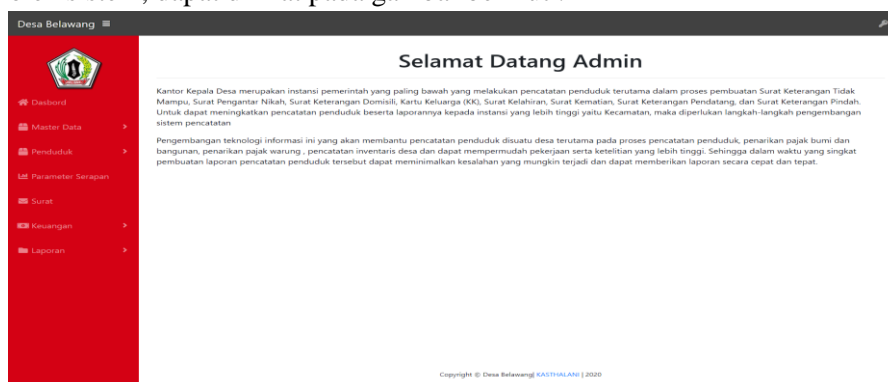 Desa Belawang
Selamat Datang Admin
Kantor Kepala Desa merupakan instansi pemerintah yang paling bawah yang melakukan pencatatan penduduk terutama dalam proses pembuatan Surat Keterangan Tidak
Mampu, Surat Pengantar Nikah, Surat Keterangan Domisili, Kartu Keluarga (KK), Surat Kelahiran, Surat Kematian, Surat Keterangan Pendatang, dan Surat Keterangan Pindah.
Untuk dapat meningkatkan pencatatan penduduk beserta laporannya kepada instansi yang lebih tinggi yaitu Kecamatan, maka diperlukan langkah-langkah pengembangan
sistem pencatatan
Pengembangan teknologi informasi ini yang akan membantu pencatatan penduduk disuatu desa terutama pada proses pencatatan penduduk, penarikan pajak bumi dan
bangunan, penarikan pajak warung , pencatatan inventaris desa dan dapat mempermudah pekerjaan serta ketelitian yang lebih tinggi. Sehingga dalam waktu yang singkat
pembuatan laporan pencatatan penduduk tersebut dapat meminimalkan kesalahan yang mungkin terjadi dan dapat memberikan laporan secara cepat dan tepat.
Dasbord
Master Data
Penduduk
Parameter Serapan
Surat
Keuangan
Laporan
Copyright © Desa Belawang| RASTHALANI | 2020